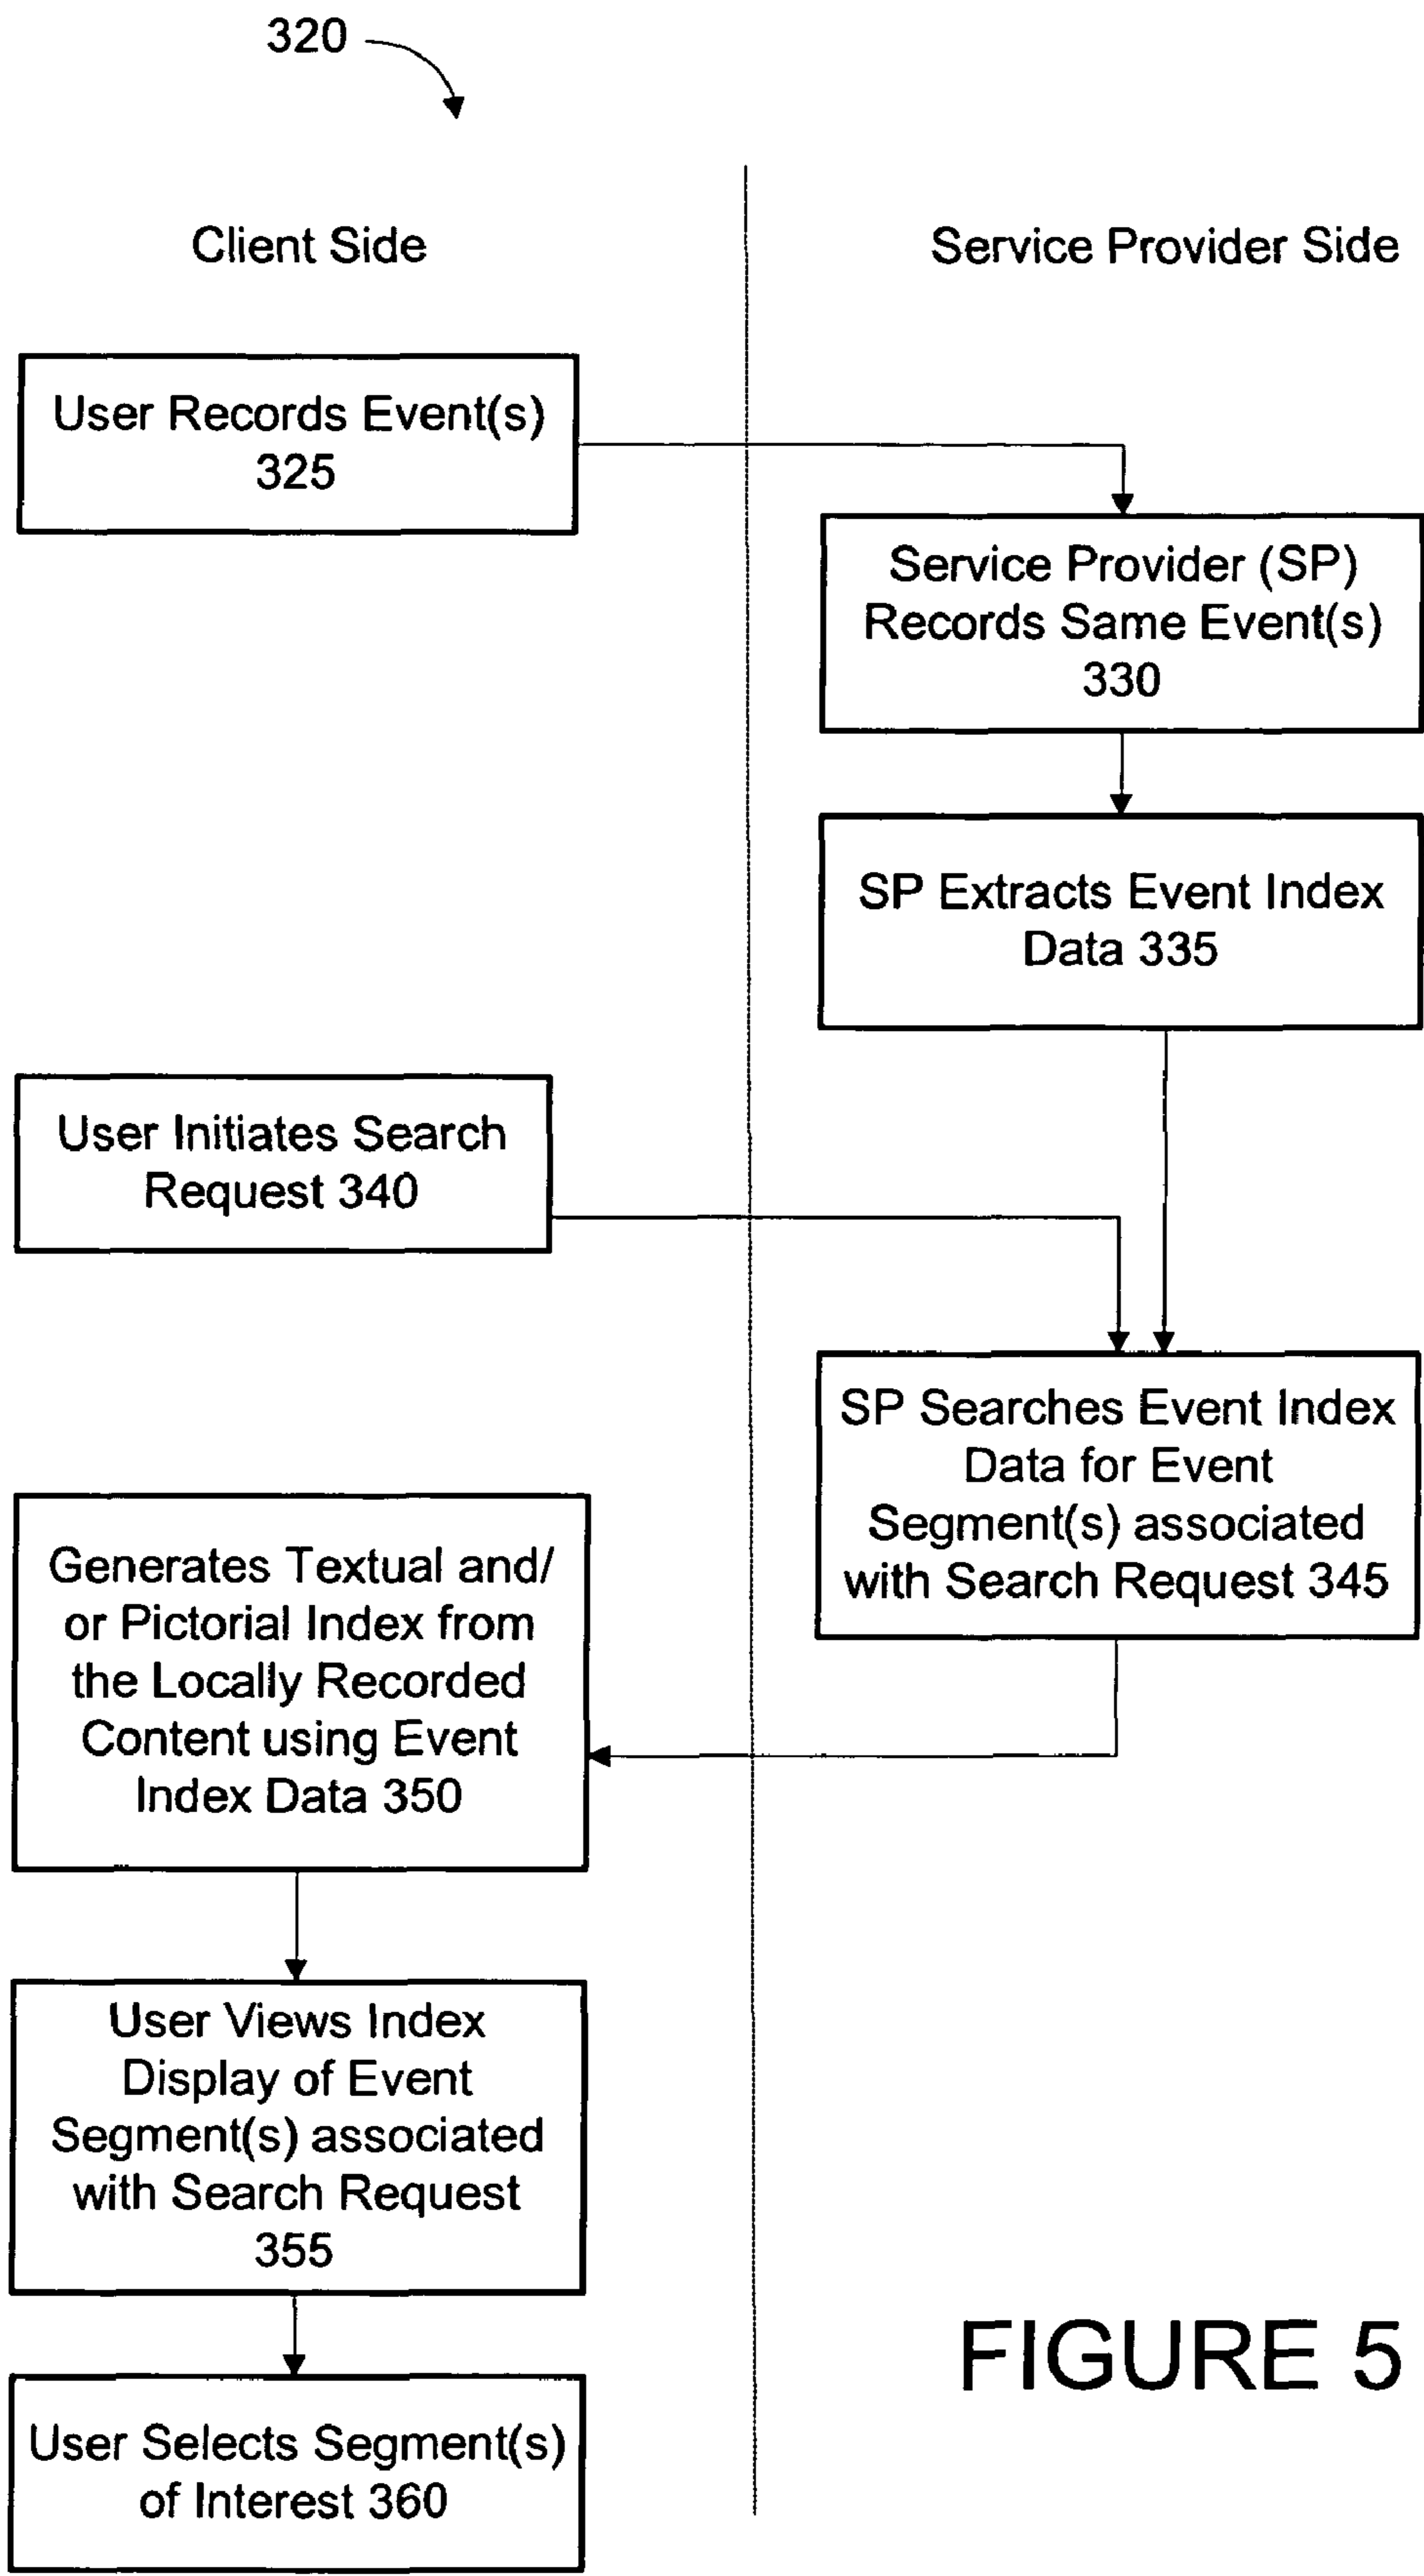 320
Client Side
Service Provider Side
User Records Event(s)
325
Service Provider (SP)
Records Same Event(s)
330
SP Extracts Event Index
Data 335
User Initiates Search
Request 340
SP Searches Event Index
Data for Event
Segment(s) associated
with Search Request 345
Generates Textual and/
or Pictorial Index from
the Locally Recorded
Content using Event
Index Data 350
User Views Index
Display of Event
Segment(s) associated
with Search Request
355
User Selects Segment(s)
of Interest 360
FIGURE 5